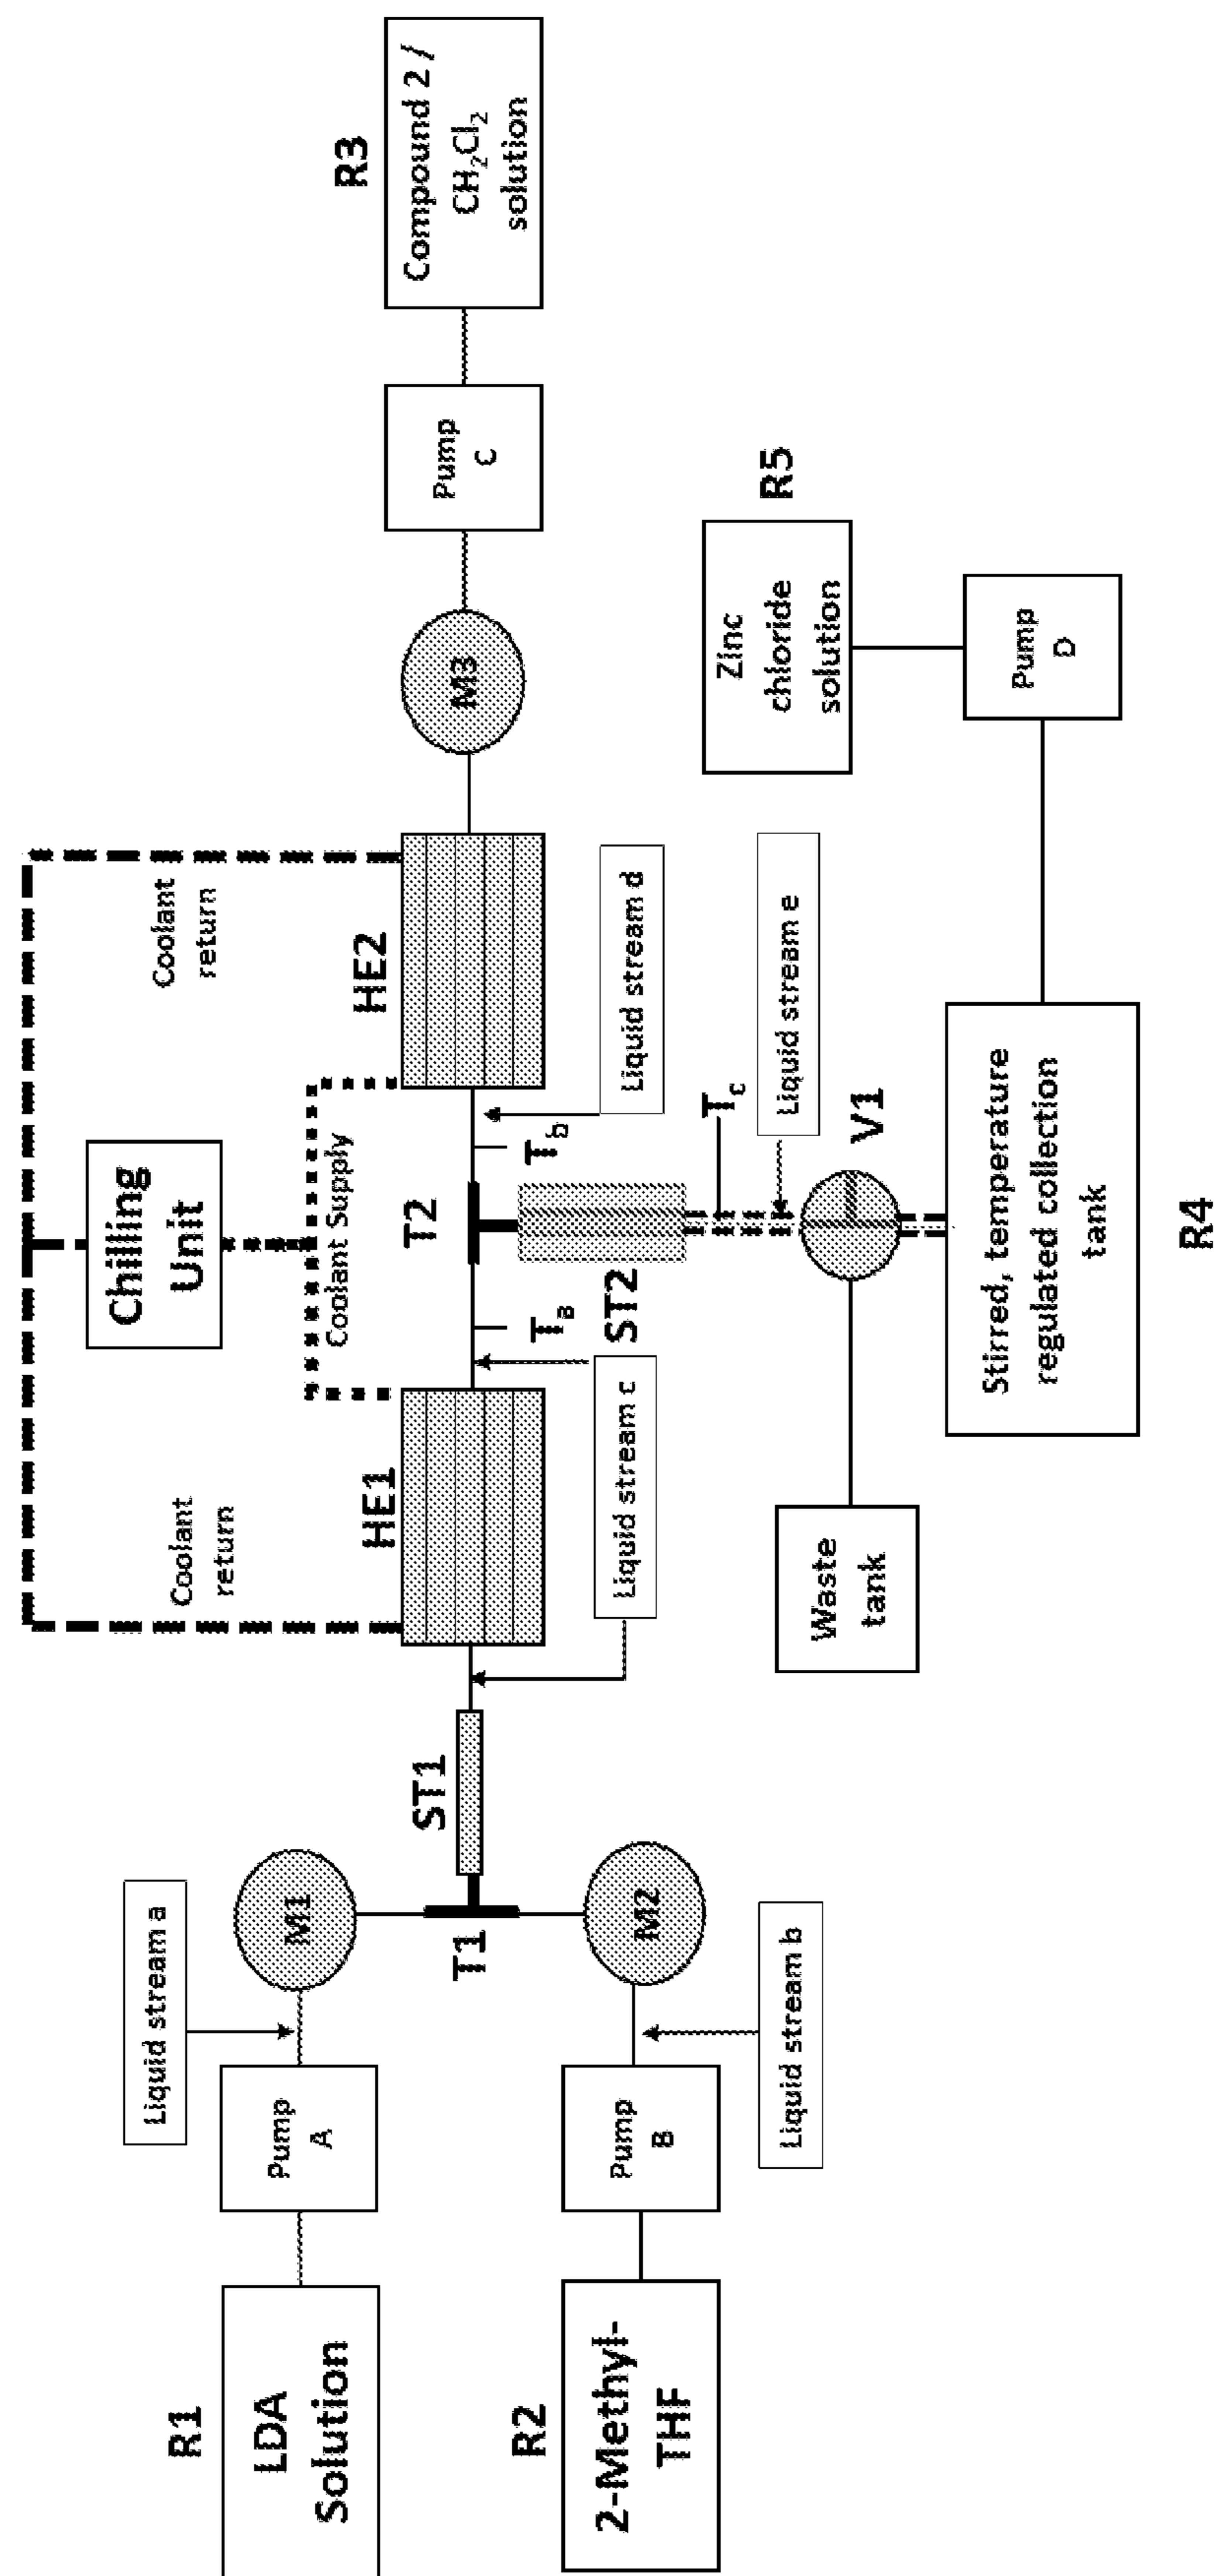 R1
LDA
Solution
R2
2-Methyl-
THF
Pump
A
Pump
B
Liquid stream a
Liquid stream b
M1
M2
T1
ST1
Liquid stream c
HE1
Coolant
return
Chilling
Unit
Coolant Supply
T2
Ta
Tb
ST2
Tc
HE2
Coolant
return
Liquid stream d
Liquid stream e
V1
Waste
tank
Stirred, temperature
regulated collection
tank
R4
M3
Pump
C
R3
Compound 2 /
CH2Cl2
solution
R5
Zinc
chloride
solution
Pump
D